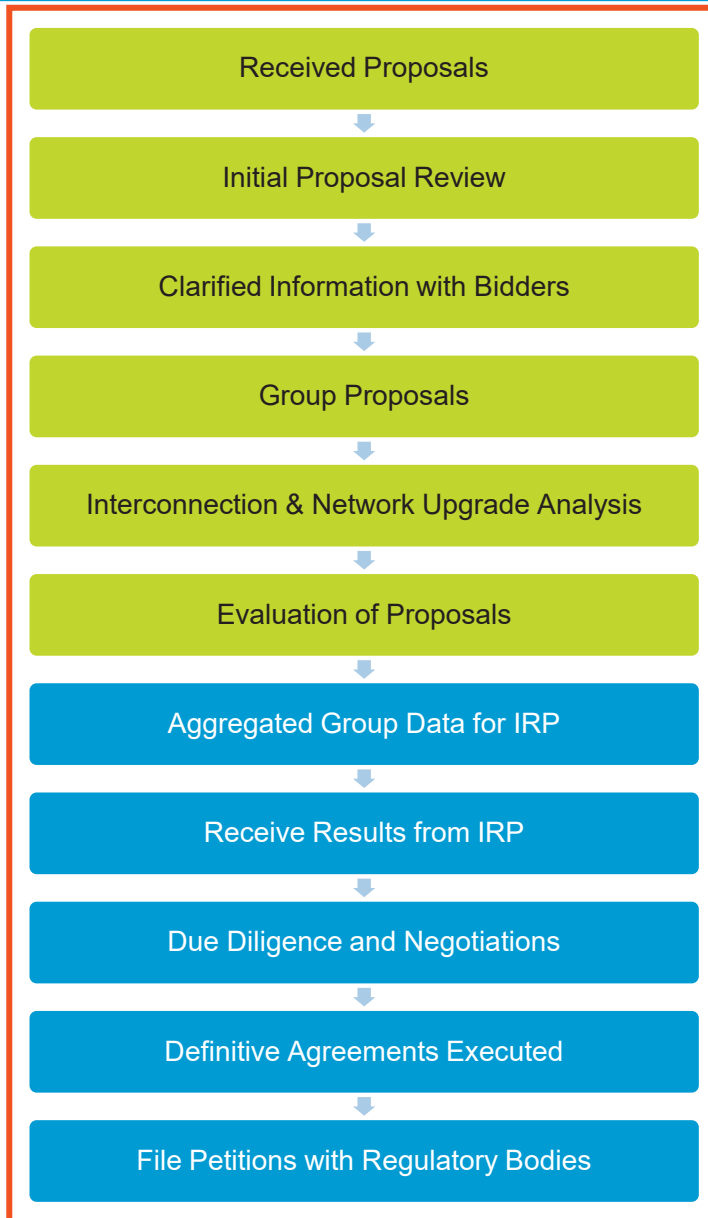 Received Proposals
Initial Proposal Review
Clarified Information with Bidders
Group Proposals
Interconnection & Network Upgrade Analysis
Evaluation of Proposals
Aggregated Group Data for IRP
Receive Results from IRP
Due Diligence and Negotiations
Definitive Agreements Executed
File Petitions with Regulatory Bodies